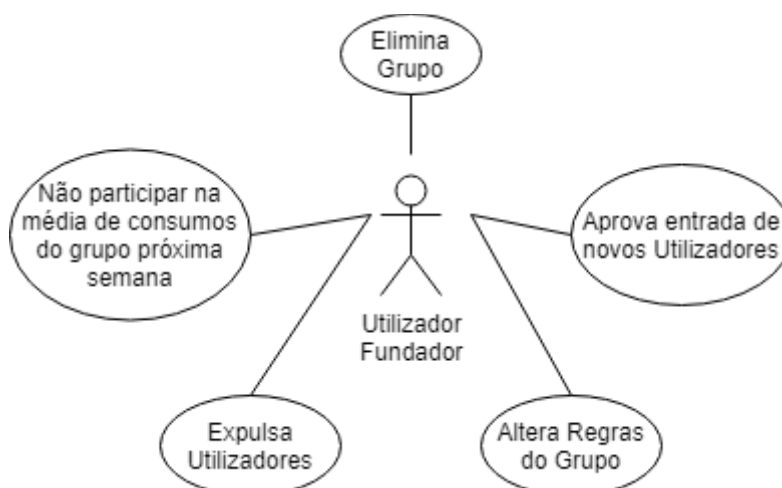 Elimina
Grupo
Não participar na
média de consumos
do grupo próxima
semana
Aprova entrada de
novos Utilizadores
Utilizador
Fundador
Expulsa
Utilizadores
Altera Regras
do Grupo